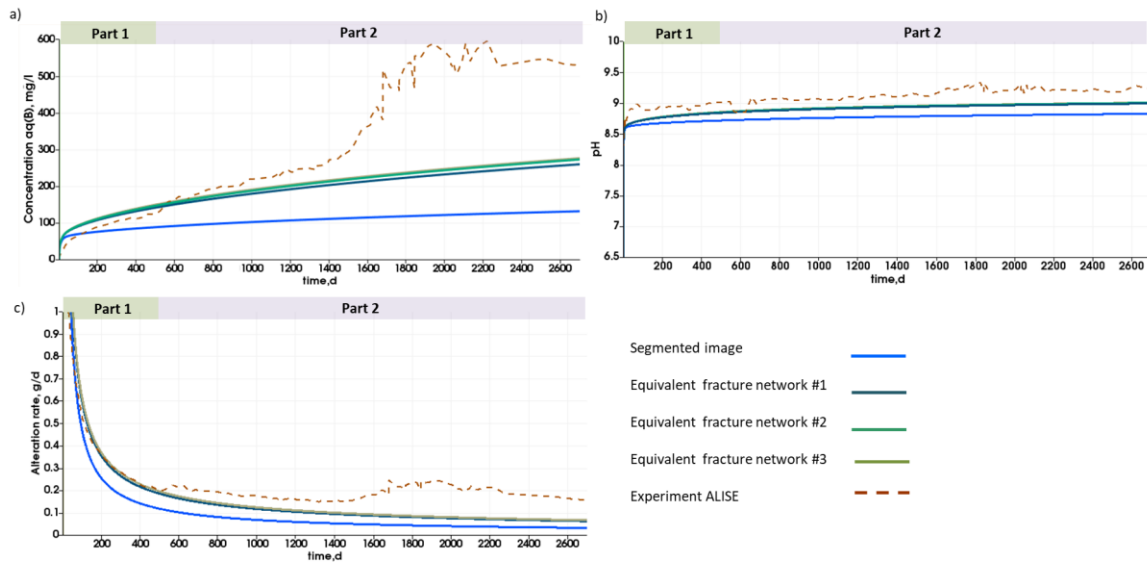 a)
Part 1
Part 2
600
500
400
300
200
100
0
Concentration aq(B), mg/l
200 400 600 800 1000 1200 1400 1600 1800 2000 2200 2400 2600
time,d
b)
Part 1
Part 2
10
9.5
9
8.5
8
7.5
7
6.5
pH
200 400 600 800 1000 1200 1400 1600 1800 2000 2200 2400 2600
time,d
c)
Part 1
Part 2
1
0.9
0.8
0.7
0.6
0.5
0.4
0.3
0.2
0.1
0
Alteration rate, g/d
200 400 600 800 1000 1200 1400 1600 1800 2000 2200 2400 2600
time,d
Segmented image
Equivalent fracture network #1
Equivalent fracture network #2
Equivalent fracture network #3
Experiment ALISE